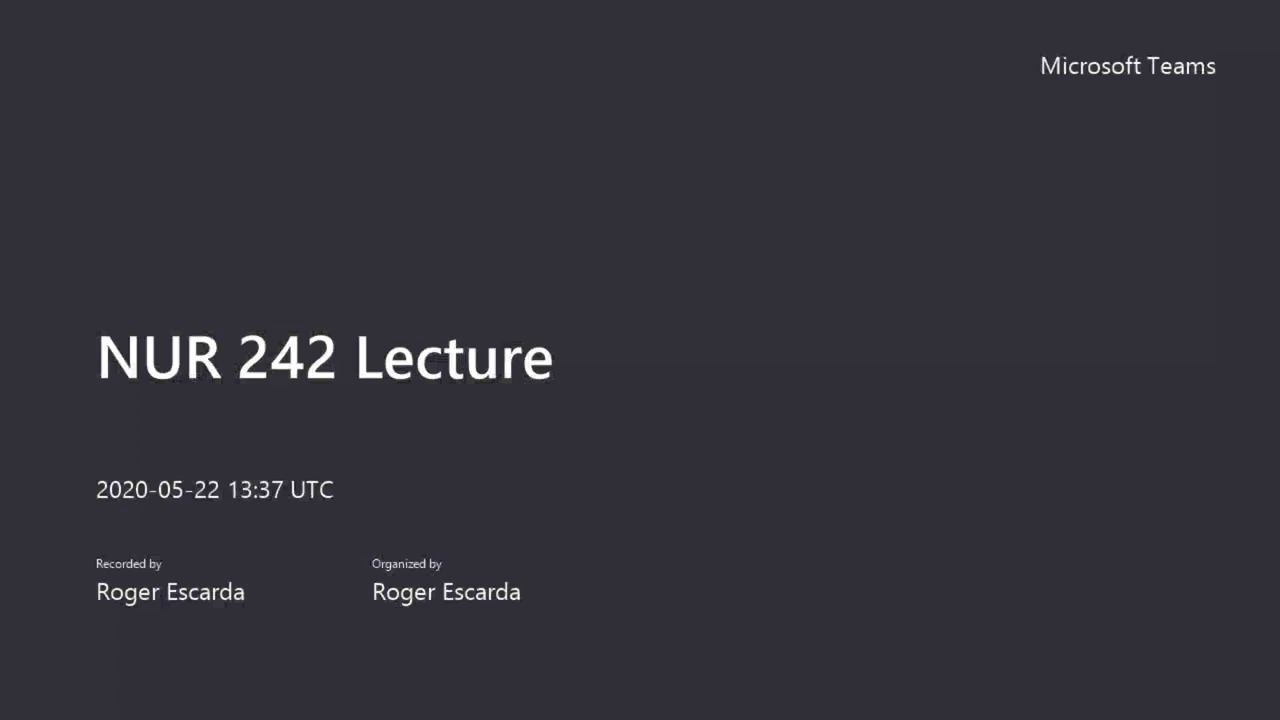 Microsoft Teams
NUR 242 Lecture
2020-05-22 13:37 UTC
Recorded by
Organized by
Roger Escarda
Roger Escarda